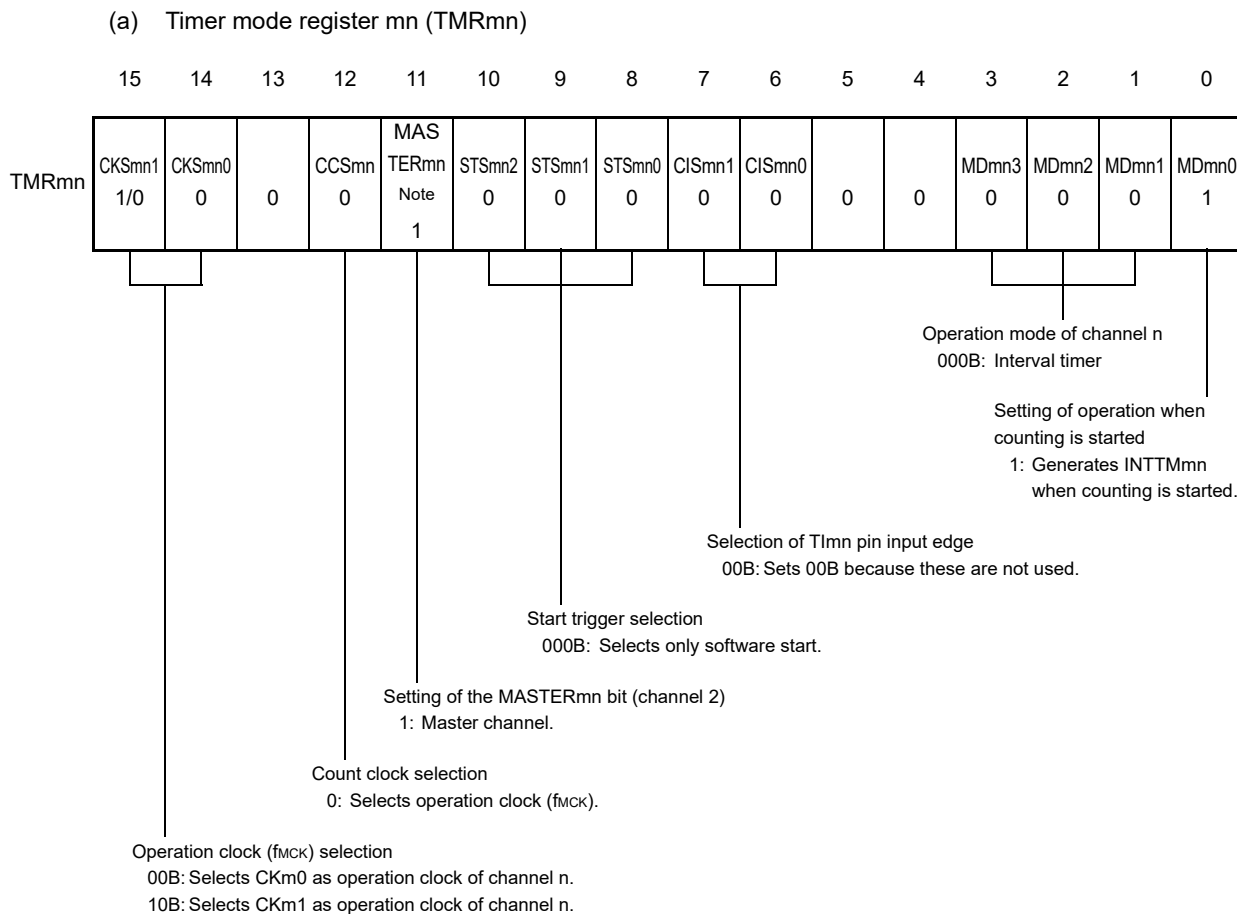 (a) Timer mode register mn (TMRmn)
15 14 13 12 11 10 9 8 7 6 5 4 3 2 1 0
TMRmn
CKSmn1
1/0
CKSmn0
0
0
CCSmn
0
MAS
TERmn
Note
1
STSmn2
0
STSmn1
0
STSmn0
0
CISmn1
0
CISmn0
0
0
0
MDmn3
0
MDmn2
0
MDmn1
0
MDmn0
1
Operation mode of channel n
000B: Interval timer
Setting of operation when
counting is started
1: Generates INTTMmn
when counting is started.
Selection of TImn pin input edge
00B: Sets 00B because these are not used.
Start trigger selection
000B: Selects only software start.
Setting of the MASTERmn bit (channel 2)
1: Master channel.
Count clock selection
0: Selects operation clock (fMCK).
Operation clock (fMCK) selection
00B: Selects CKm0 as operation clock of channel n.
10B: Selects CKm1 as operation clock of channel n.